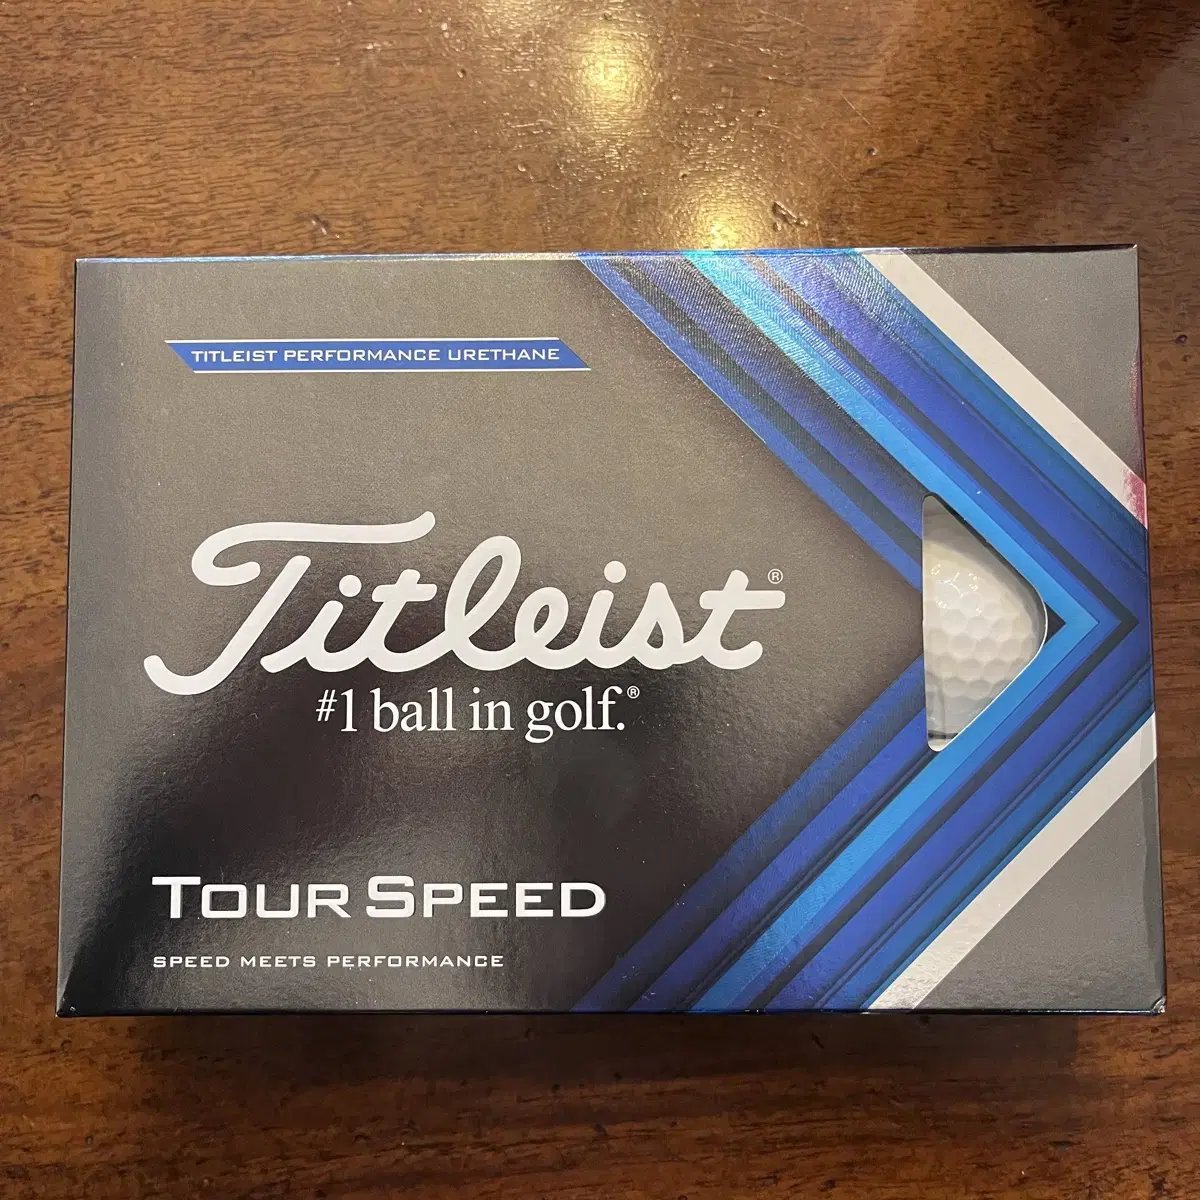 TITLEIST PERFORMANCE URETHANE
Titleist®
#1 ball in golf.®
TOUR SPEED
SPEED MEETS PERFORMANCE